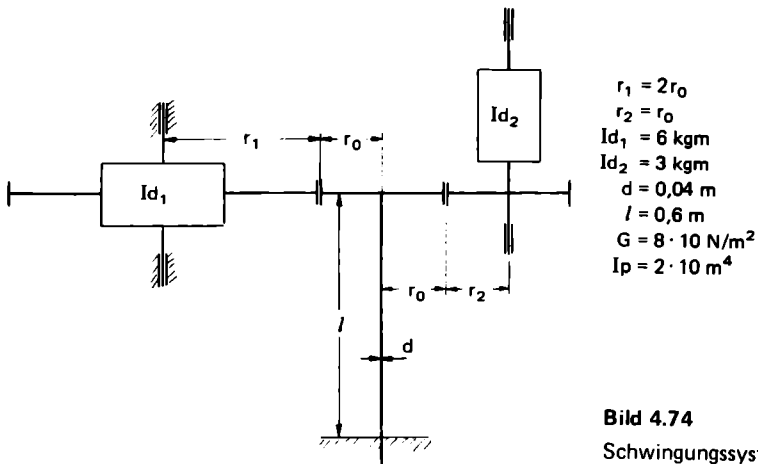 r₁
r₀
Id₁
Id₂
l
d
r₀
r₂
r₁ = 2r₀
r₂ = r₀
Id₁ = 6 kgm
Id₂ = 3 kgm
d = 0,04 m
l = 0,6 m
G = 8 · 10 N/m²
Ip = 2 · 10 m⁴
Bild 4.74
Schwingungssyst